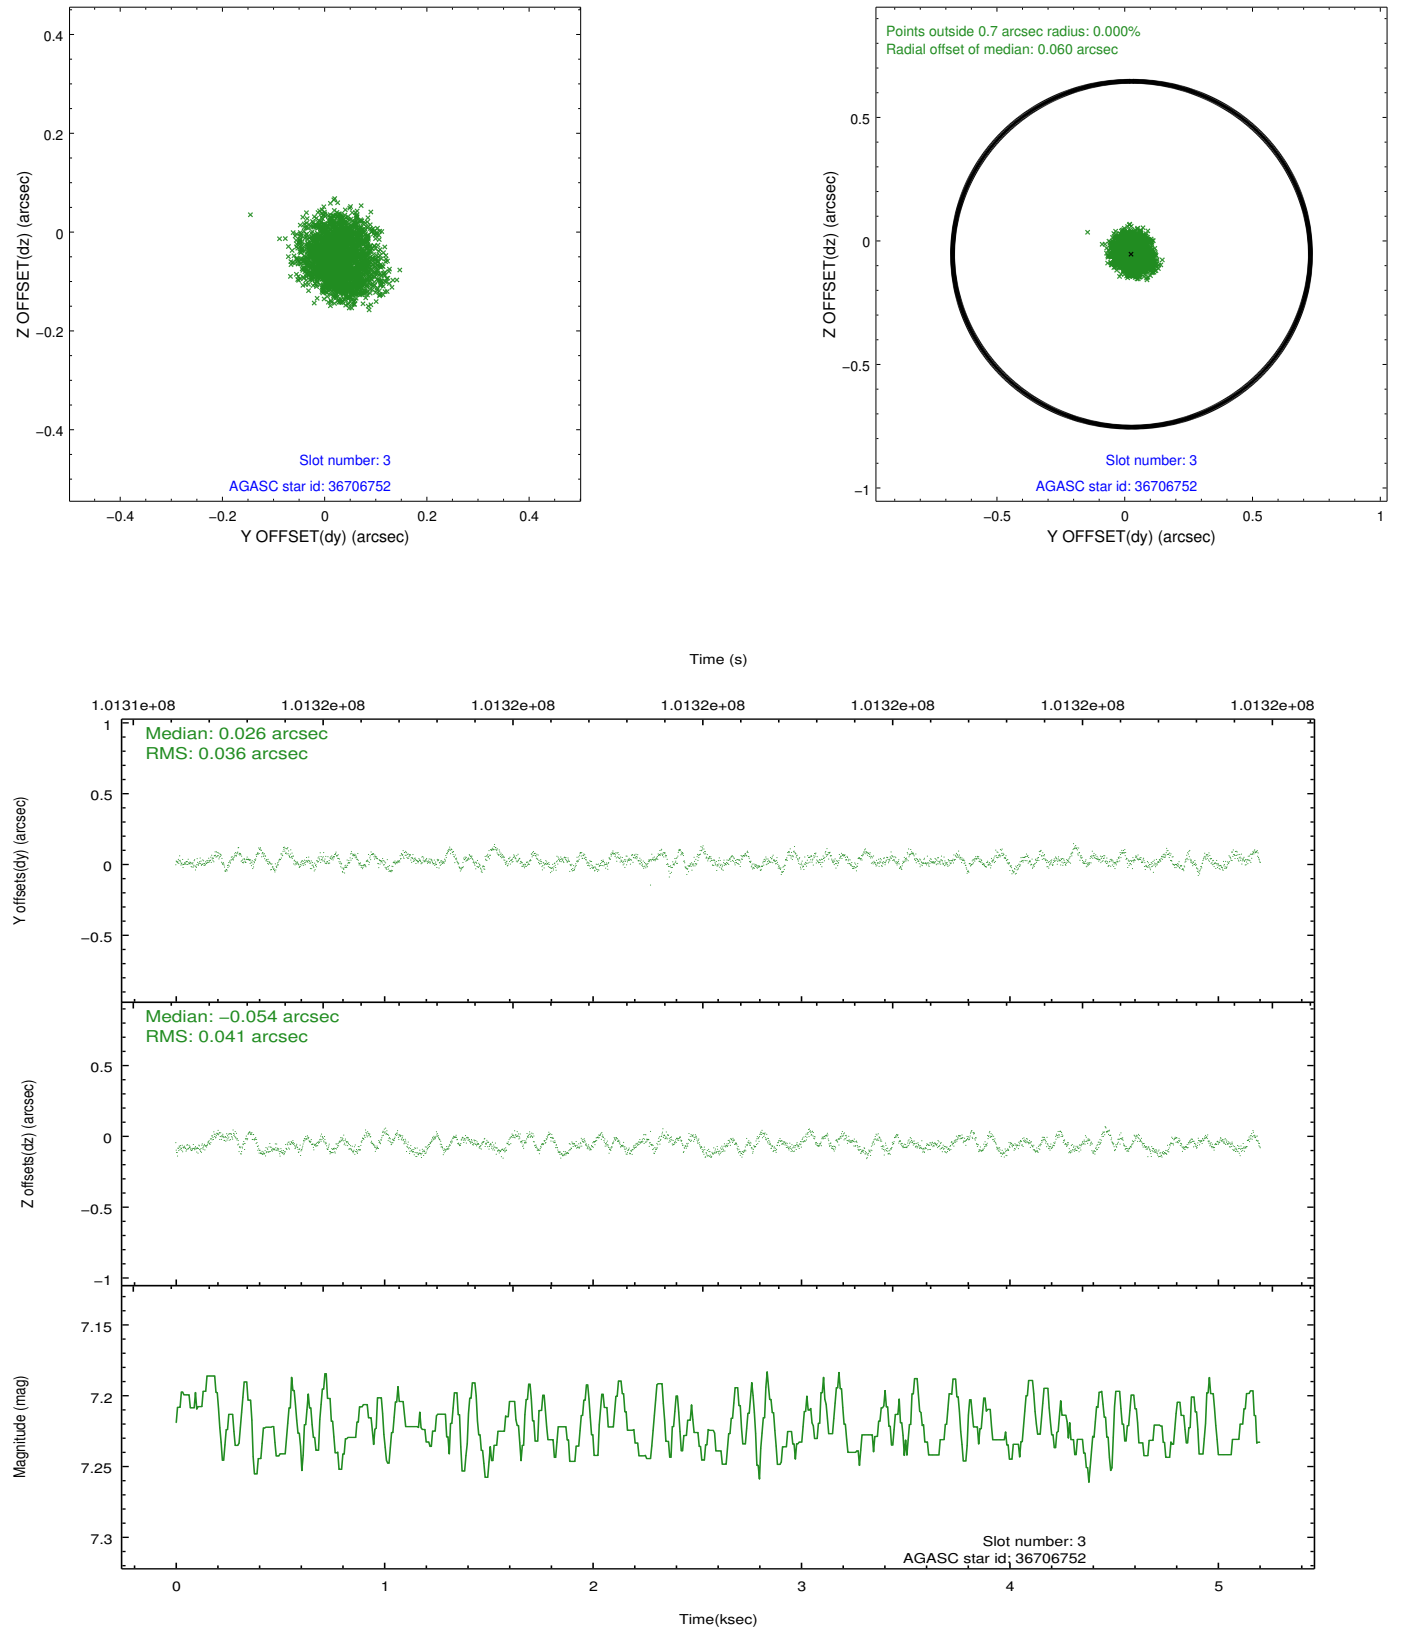 0.4
0.2
0
−0.2
−0.4
Z OFFSET(dz) (arcsec)
Slot number: 3
AGASC star id: 36706752
−0.4 −0.2 0 0.2 0.4
Y OFFSET(dy) (arcsec)
Points outside 0.7 arcsec radius: 0.000%
Radial offset of median: 0.060 arcsec
0.5
0
−0.5
−1
Z OFFSET(dz) (arcsec)
Slot number: 3
AGASC star id: 36706752
−0.5 0 0.5 1
Y OFFSET(dy) (arcsec)
Time (s)
1.0131e+08 1.0132e+08 1.0132e+08 1.0132e+08 1.0132e+08 1.0132e+08 1.0132e+08
Median: 0.026 arcsec
RMS: 0.036 arcsec
1
0.5
0
−0.5
Y offsets(dy) (arcsec)
Median: −0.054 arcsec
RMS: 0.041 arcsec
0.5
0
−0.5
−1
Z offsets(dz) (arcsec)
7.15
7.2
7.25
7.3
Magnitude (mag)
Slot number: 3
AGASC star id: 36706752
0 1 2 3 4 5
Time(ksec)